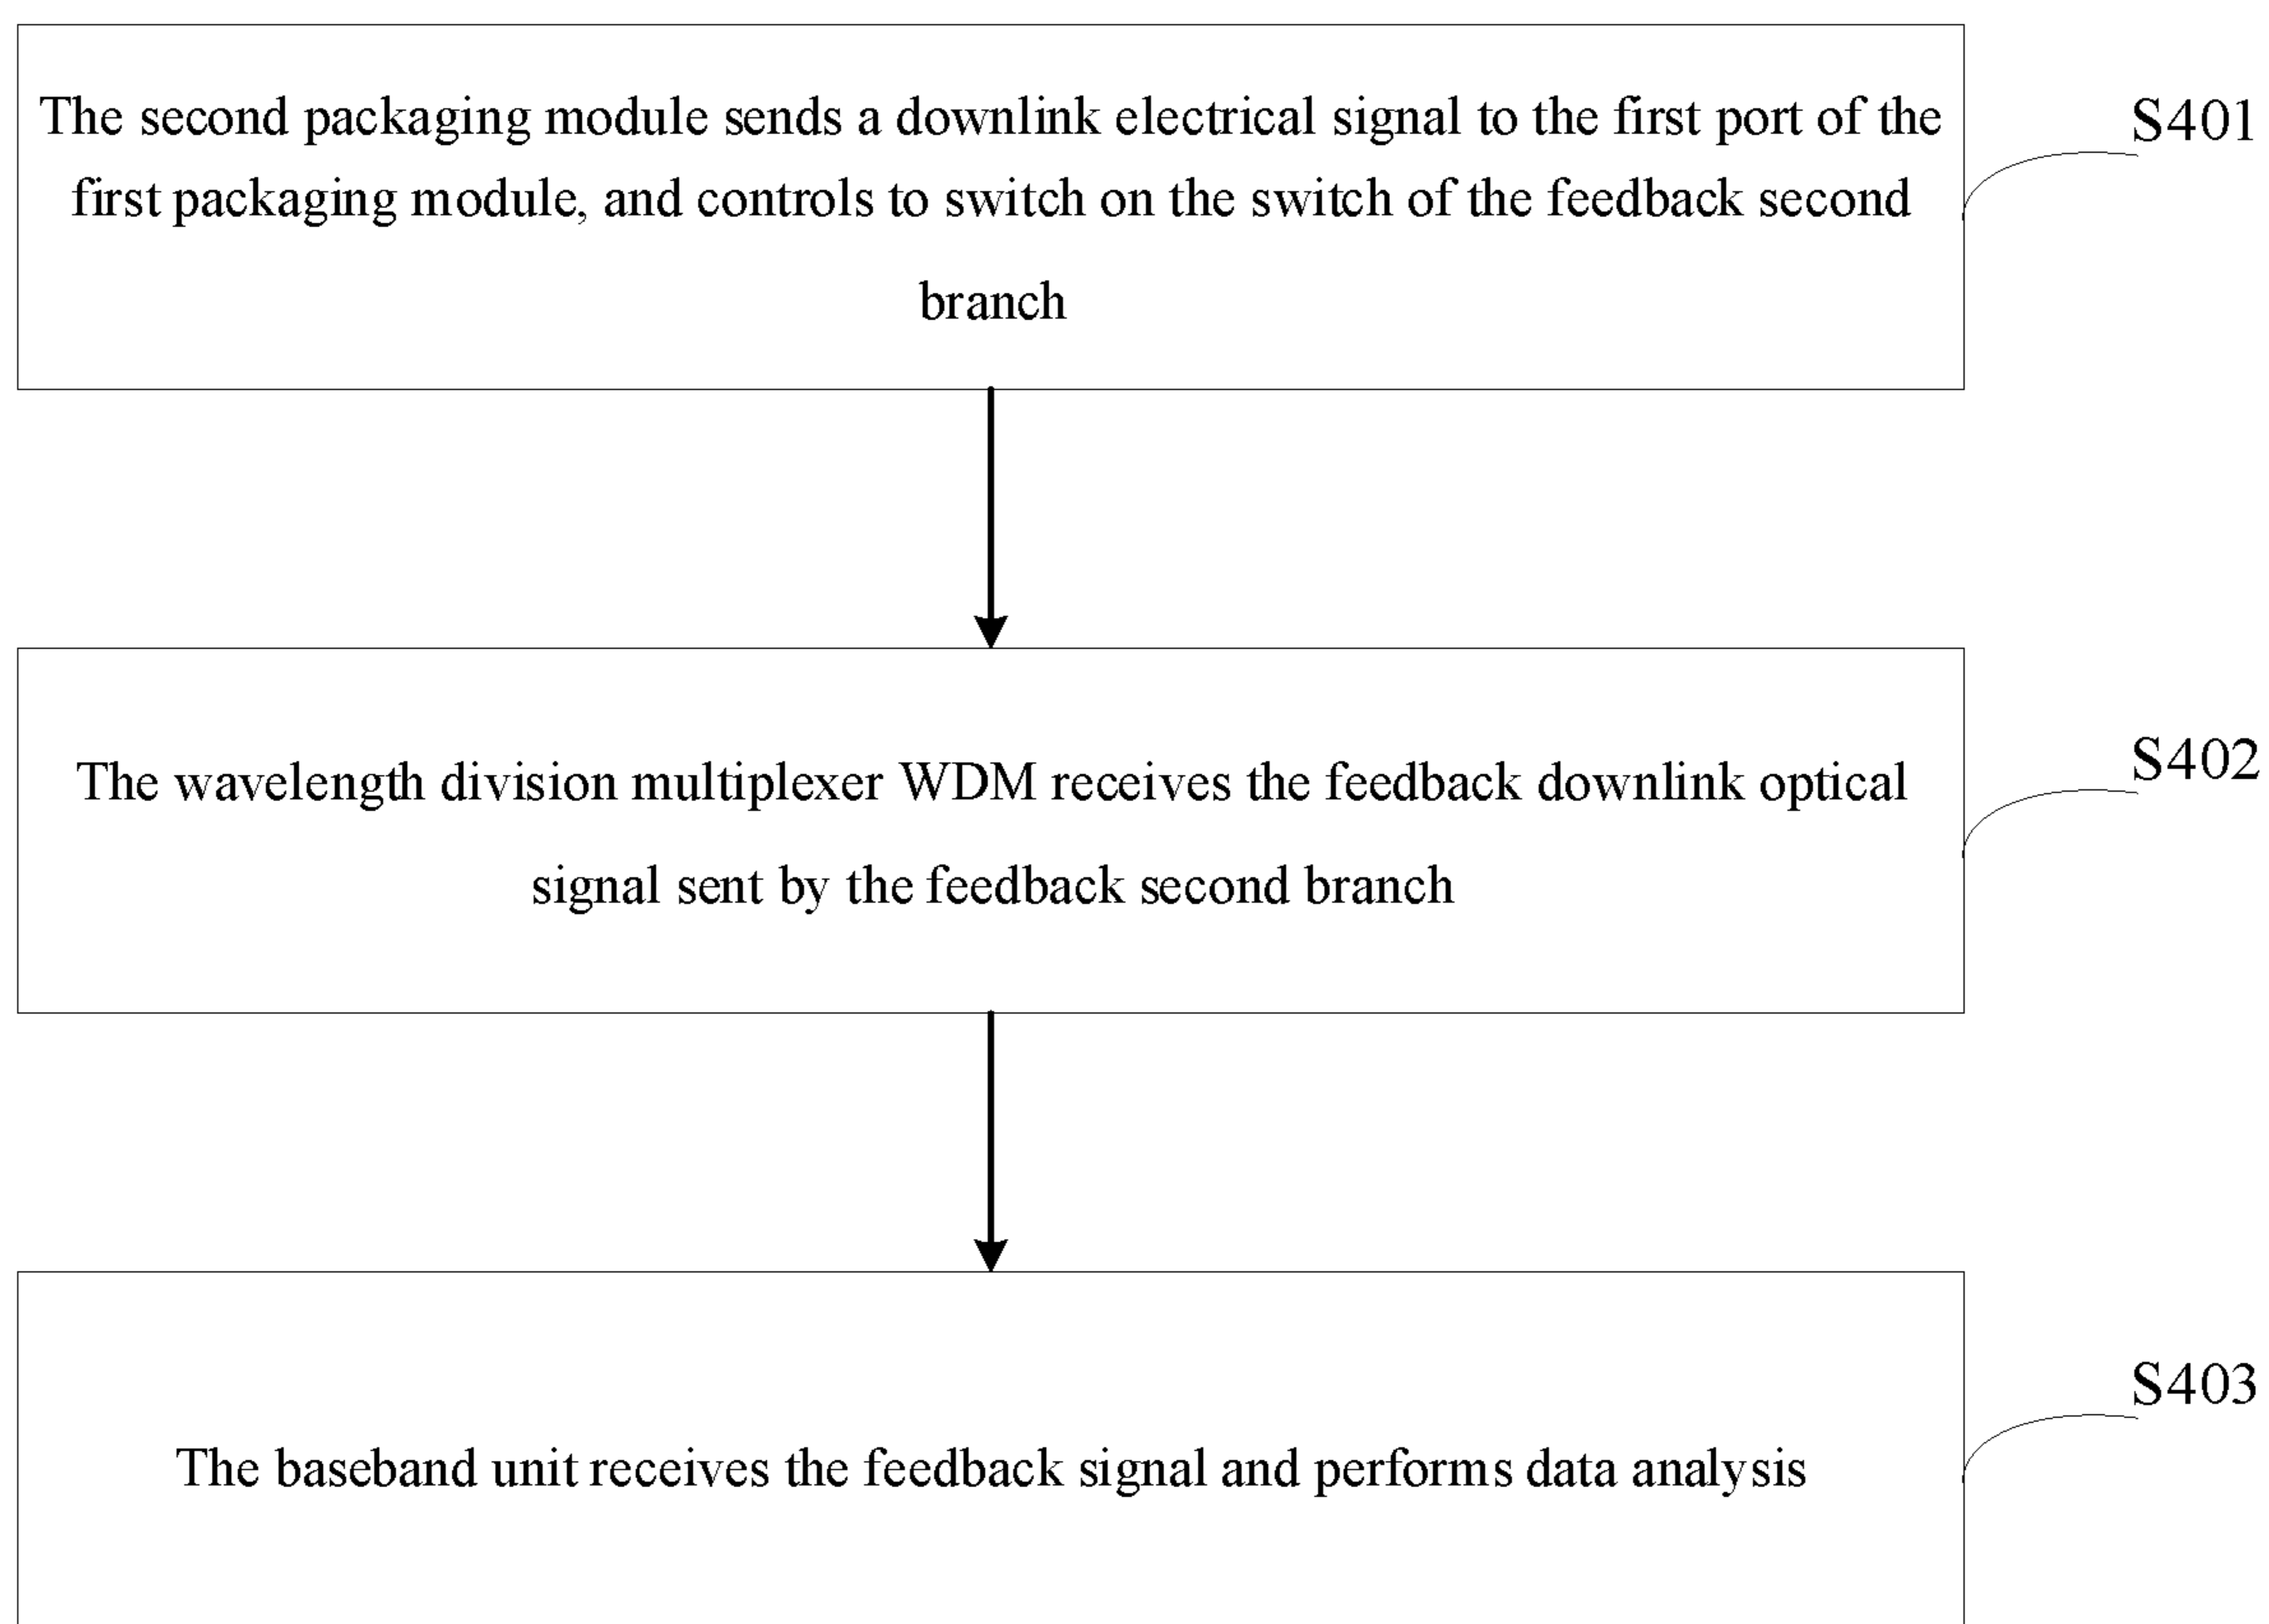 The second packaging module sends a downlink electrical signal to the first port of the
first packaging module, and controls to switch on the switch of the feedback second
branch
S401
The wavelength division multiplexer WDM receives the feedback downlink optical
signal sent by the feedback second branch
S402
The baseband unit receives the feedback signal and performs data analysis
S403